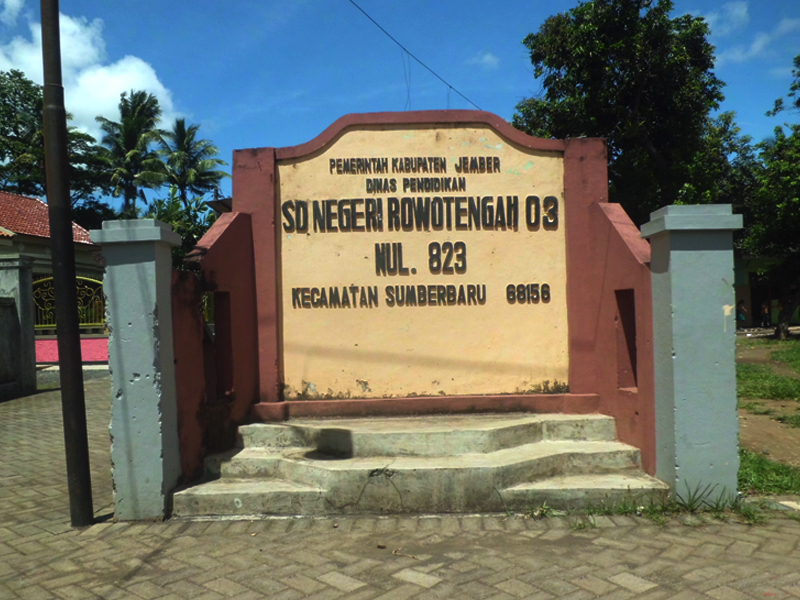 PEMERINTAH KABUPATEN JEMBER
DINAS PENDIDIKAN
SD NEGERI ROWOTENGAH 03
NUL. 823
KECAMATAN SUMBERBARU 68156